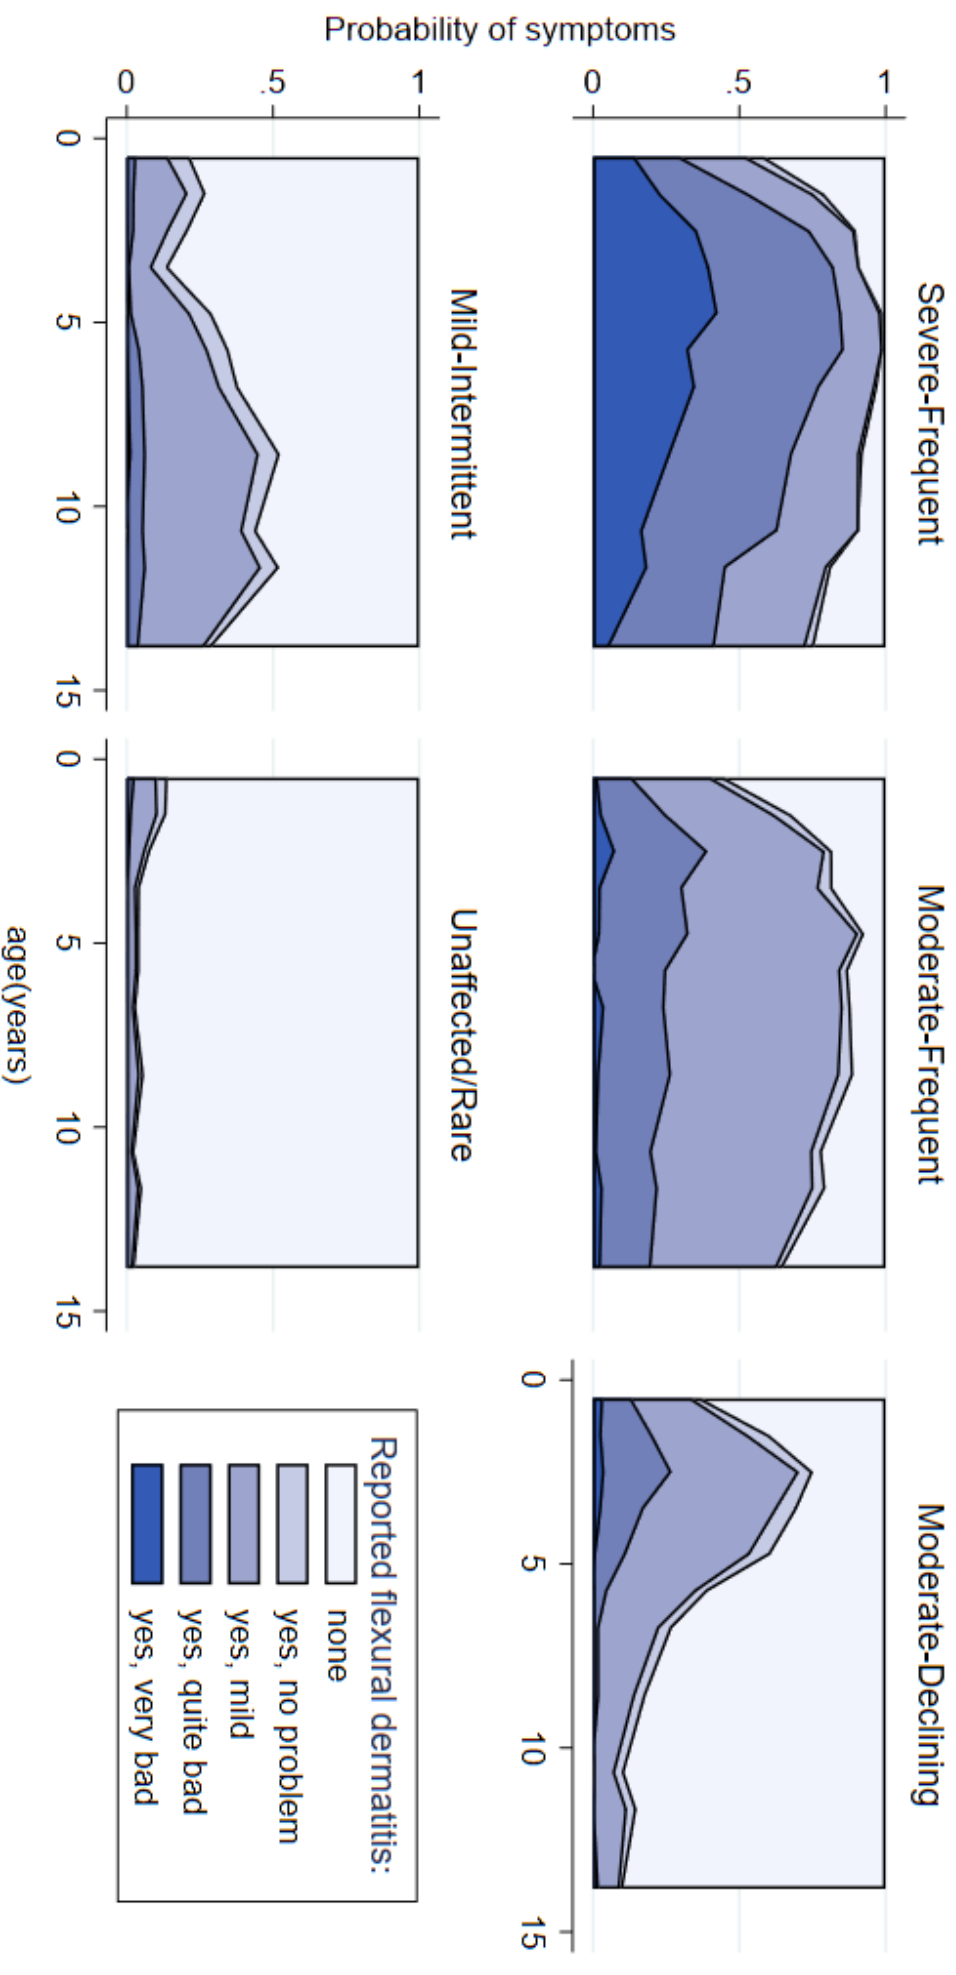 Severe-Frequent
Moderate-Frequent
Moderate-Declining
Probability of symptoms
1
.5
0
0
5
10
15
Mild-Intermittent
Unaffected/Rare
1
.5
0
0
5
10
15
0
5
10
15
age(years)
Reported flexural dermatitis:
none
yes, no problem
yes, mild
yes, quite bad
yes, very bad